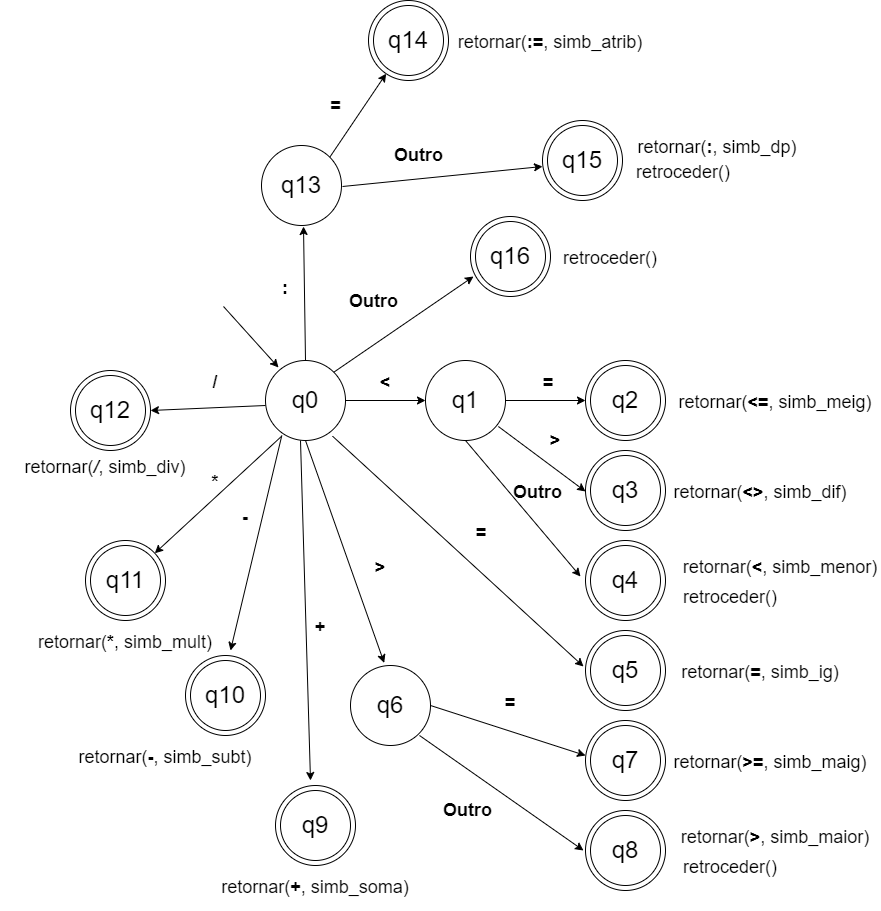 q14
retornar(:=, simb_atrib)
=
Outro
q15
retornar(:, simb_dp)
retroceder()
q13
q16
retroceder()
:
Outro
/
q12
retornar(/, simb_div)
q0
<
q1
=
q2
retornar(<=, simb_meig)
>
q3
retornar(<>, simb_dif)
Outro
q4
retornar(<, simb_menor)
retroceder()
*
q11
retornar(*, simb_mult)
-
q10
retornar(-, simb_subt)
+
q9
retornar(+, simb_soma)
>
q6
=
q5
retornar(=, simb_ig)
=
q7
retornar(>=, simb_maig)
Outro
q8
retornar(>, simb_maior)
retroceder()